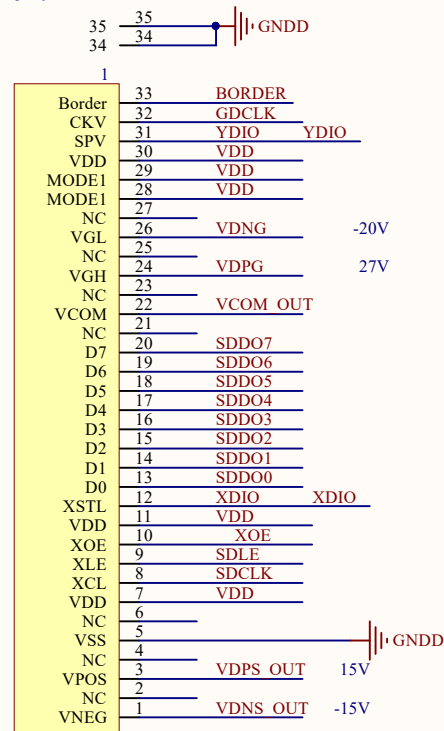 35 35 GNDD
34 34
1
Border 33 BORDER
CKV 32 GDCLK
SPV 31 YDIO YDIO
VDD 30 VDD
MODE1 29 VDD
MODE1 28 VDD
NC 27
VGL 26 VDNG -20V
NC 25
VGH 24 VDPG 27V
NC 23
VCOM 22 VCOM_OUT
NC 21
D7 20 SDDO7
D6 19 SDDO6
D5 18 SDDO5
D4 17 SDDO4
D3 16 SDDO3
D2 15 SDDO2
D1 14 SDDO1
D0 13 SDDO0
XSTL 12 XDIO XDIO
VDD 11 VDD
XOE 10 XOE
XLE 9 SDLE
XCL 8 SDCLK
VDD 7 VDD
NC 6
VSS 5 GNDD
NC 4
VPOS 3 VDPS_OUT 15V
NC 2
VNEG 1 VDNS_OUT -15V